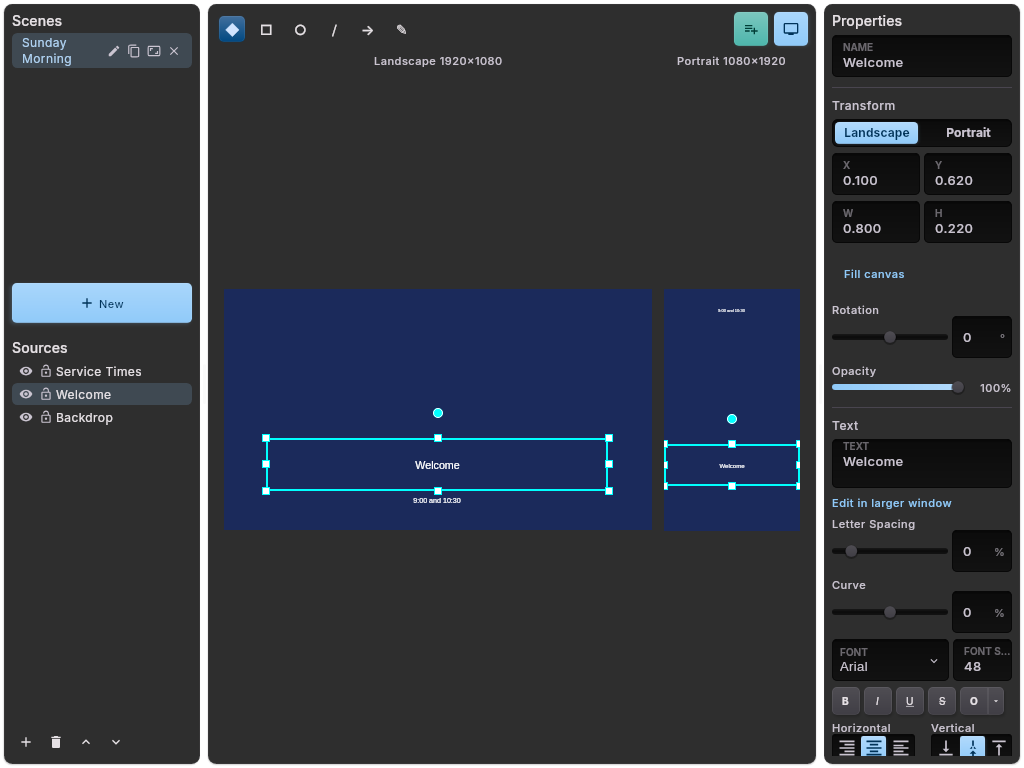 Scenes
Sunday
Morning
New
Sources
Service Times
Welcome
Backdrop
Landscape 1920×1080
Portrait 1080×1920
Welcome
9:00 and 10:30
9:00 and 10:30
Welcome
Properties
NAME
Welcome
Transform
Landscape
Portrait
X
0.100
Y
0.620
W
0.800
H
0.220
Fill canvas
Rotation
0 °
Opacity
100%
Text
TEXT
Welcome
Edit in larger window
Letter Spacing
0 %
Curve
0 %
FONT
Arial
FONT S...
48
B I U S O
Horizontal
Vertical